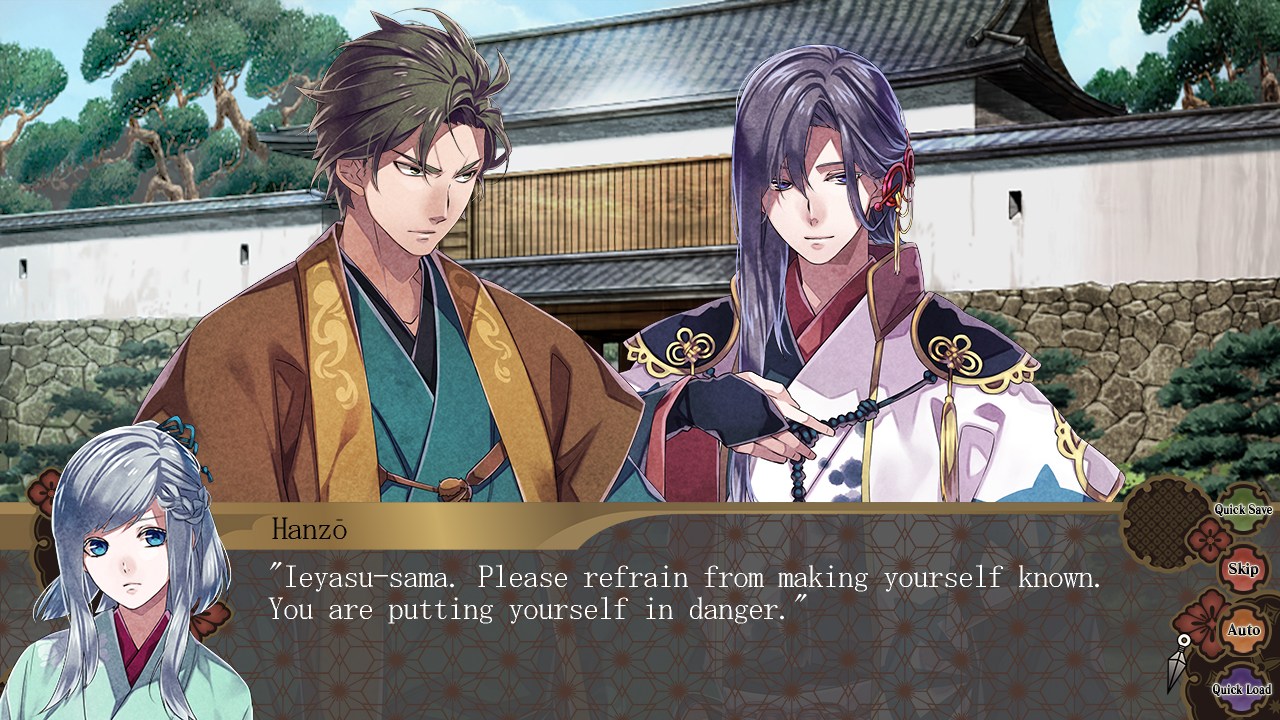 Hanzō
"Ieyasu-sama. Please refrain from making yourself known.
You are putting yourself in danger."
Quick Save
Skip
Auto
Quick Load